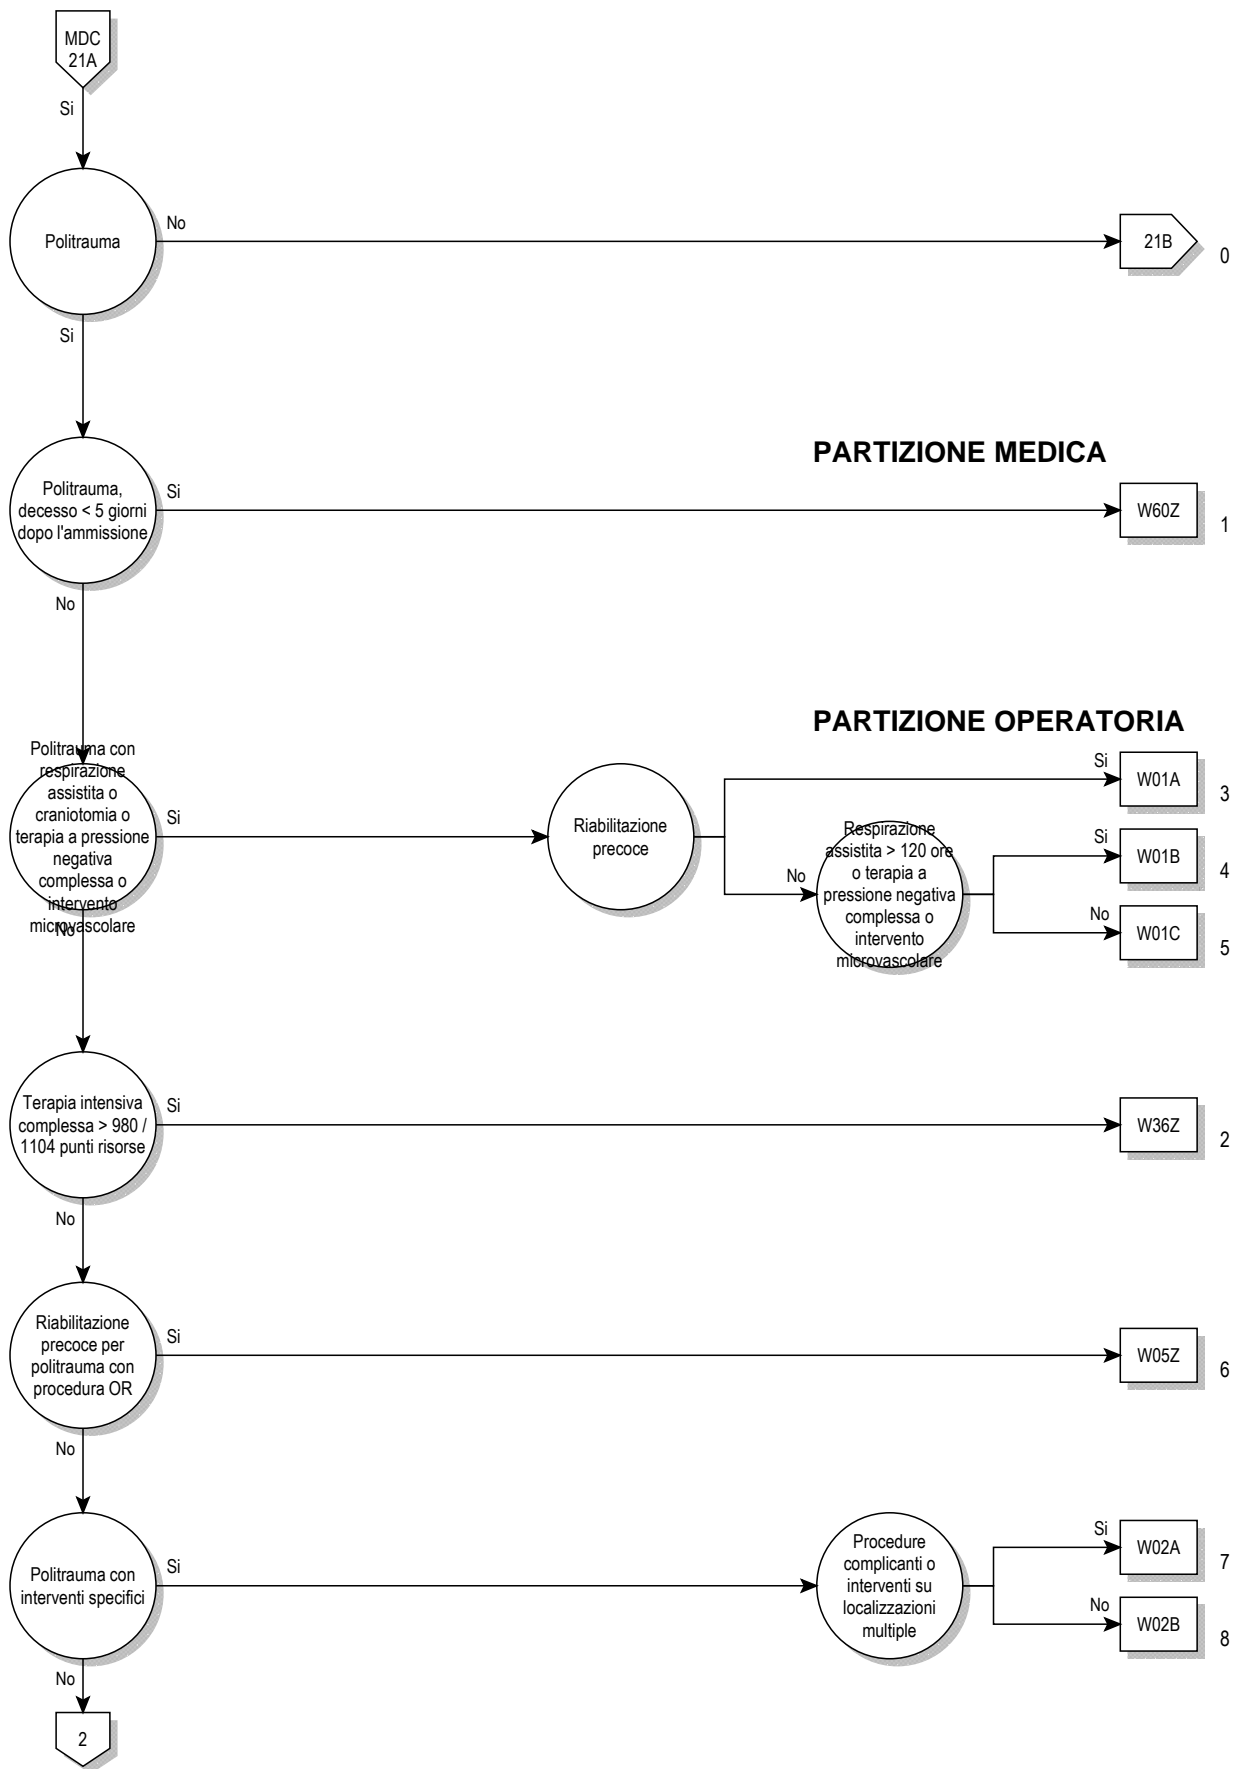 MDC
21A
Si
Politrauma
No
21B
0
Si
PARTIZIONE MEDICA
Politrauma,
decesso < 5 giorni
dopo l'ammissione
Si
W60Z
1
No
PARTIZIONE OPERATORIA
Politrauma con
respirazione
assistita o
craniotomia o
terapia a pressione
negativa
complessa o
intervento
microvascolare
Si
Riabilitazione
precoce
Si
W01A
3
No
Respirazione
assistita > 120 ore
o terapia a
pressione negativa
complessa o
intervento
microvascolare
Si
W01B
4
No
W01C
5
No
Terapia intensiva
complessa > 980 /
1104 punti risorse
Si
W36Z
2
No
Riabilitazione
precoce per
politrauma con
procedura OR
Si
W05Z
6
No
Politrauma con
interventi specifici
Si
Procedure
complicanti o
interventi su
localizzazioni
multiple
Si
W02A
7
No
W02B
8
No
2